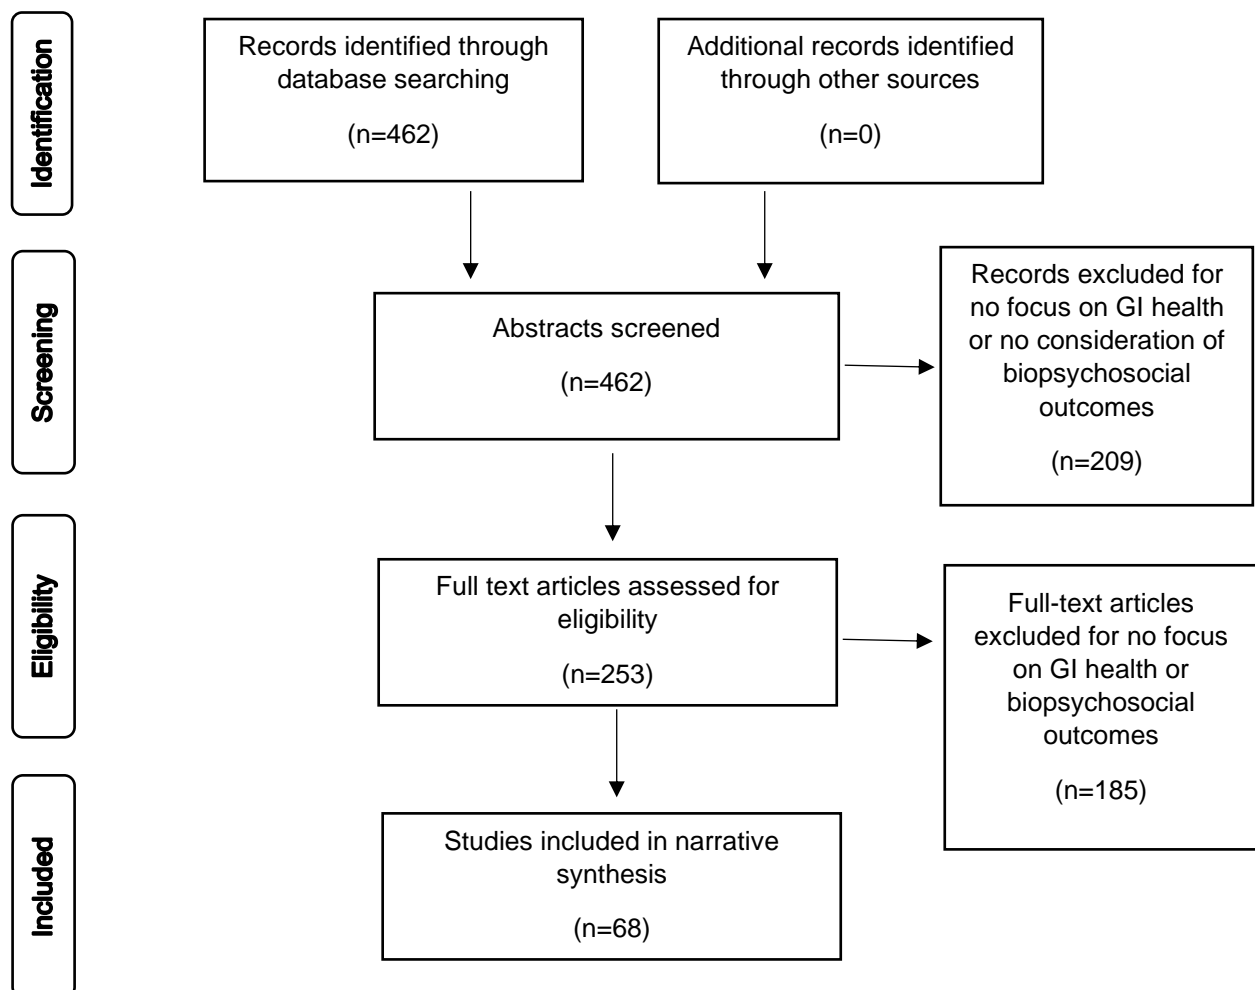 Identification
Records identified through
database searching
(n=462)
Additional records identified
through other sources
(n=0)
Screening
Abstracts screened
(n=462)
Records excluded for
no focus on GI health
or no consideration of
biopsychosocial
outcomes
(n=209)
Eligibility
Full text articles assessed for
eligibility
(n=253)
Full-text articles
excluded for no focus
on GI health or
biopsychosocial
outcomes
(n=185)
Included
Studies included in narrative
synthesis
(n=68)